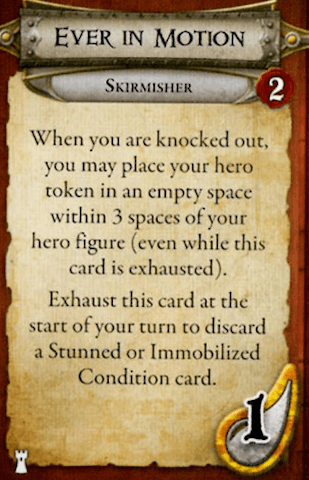 Ever in Motion
Skirmisher
2
When you are knocked out,
you may place your hero
token in an empty space
within 3 spaces of your
hero figure (even while this
card is exhausted).
Exhaust this card at the
start of your turn to discard
a Stunned or Immobilized
Condition card.
1